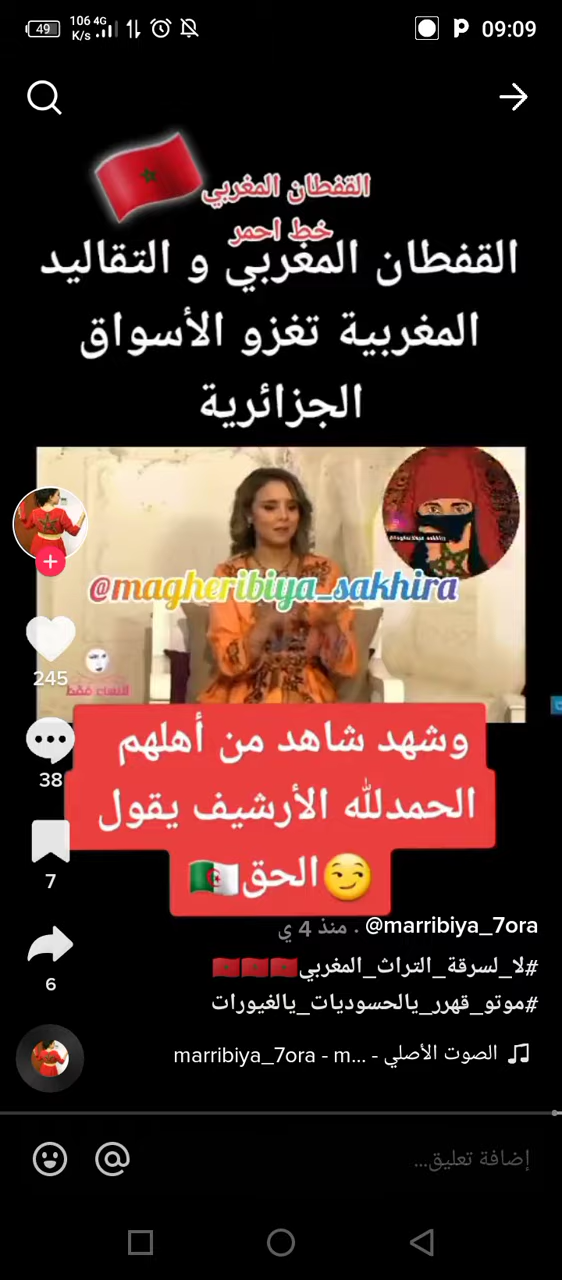 49
106 4G
K/s
09:09
القفطان المغربي
خط احمر
القفطان المغربي و التقاليد
المغربية تغزو الأسواق
الجزائرية
@magheribiya_sakhira
للنساء فقط
وشهد شاهد من أهلهم
الحمدلله الأرشيف يقول
الحق
245
38
7
6
@marribiya_7ora . منذ 4 ي
#لا_لسرقة_التراث_المغربي
#موتو_قهرر_يالحسوديات_يالغيورات
الصوت الأصلي - marribiya_7ora - m...
إضافة تعليق...